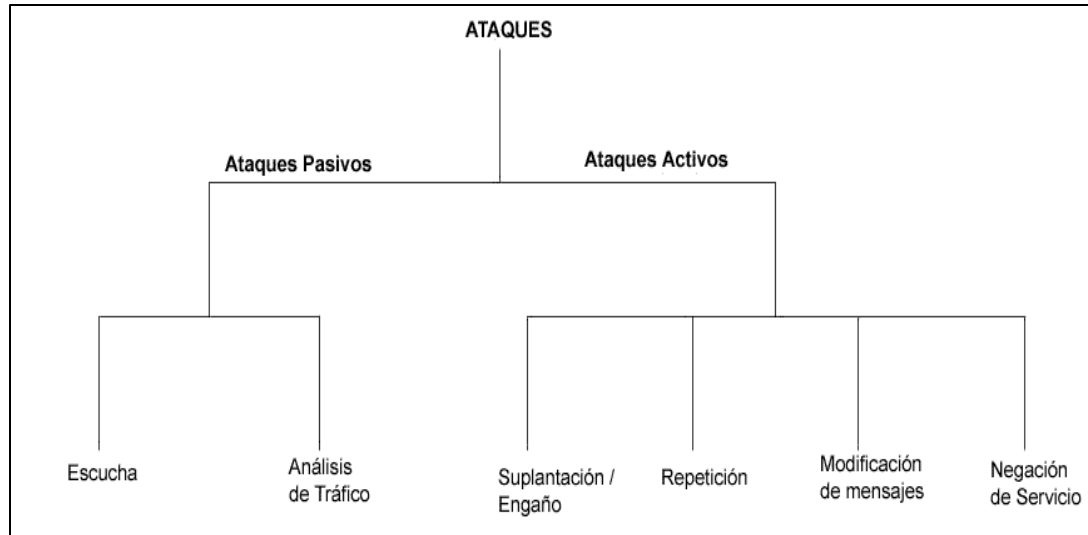 ATAQUES
Ataques Pasivos
Ataques Activos
Escucha
Análisis
de Tráfico
Suplantación /
Engaño
Repetición
Modificación
de mensajes
Negación
de Servicio